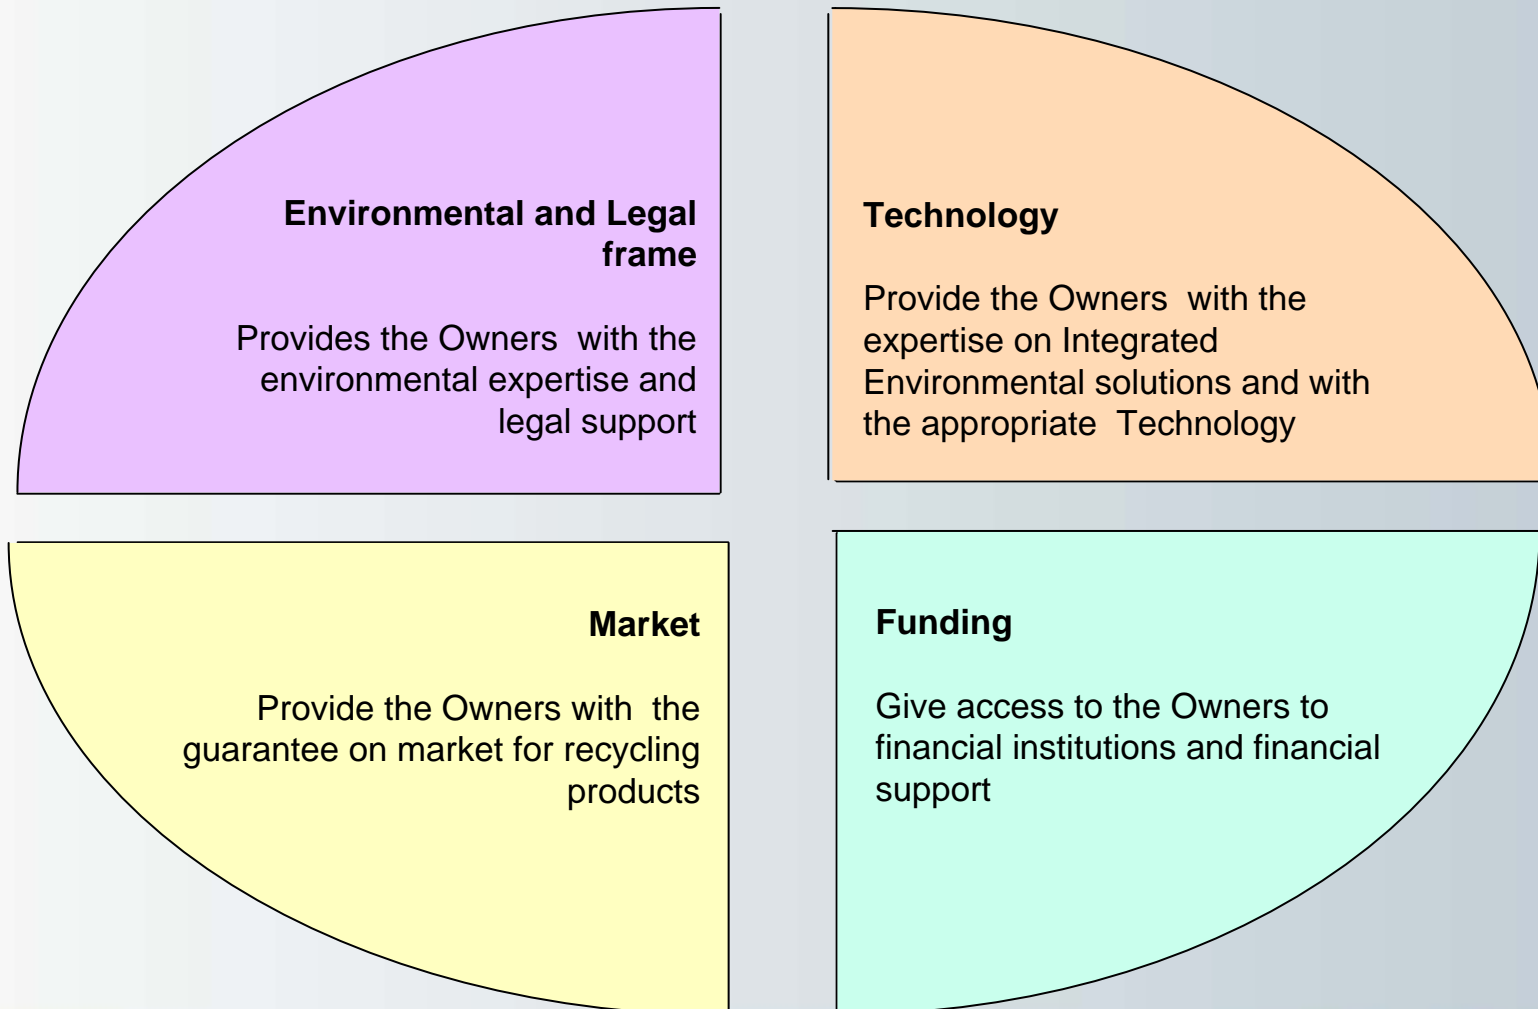 Environmental and Legal
frame
Provides the Owners  with the
environmental expertise and
legal support
Technology
Provide the Owners  with the
expertise on Integrated
Environmental solutions and with
the appropriate  Technology
Market
Provide the Owners with  the
guarantee on market for recycling
products
Funding
Give access to the Owners to
financial institutions and financial
support